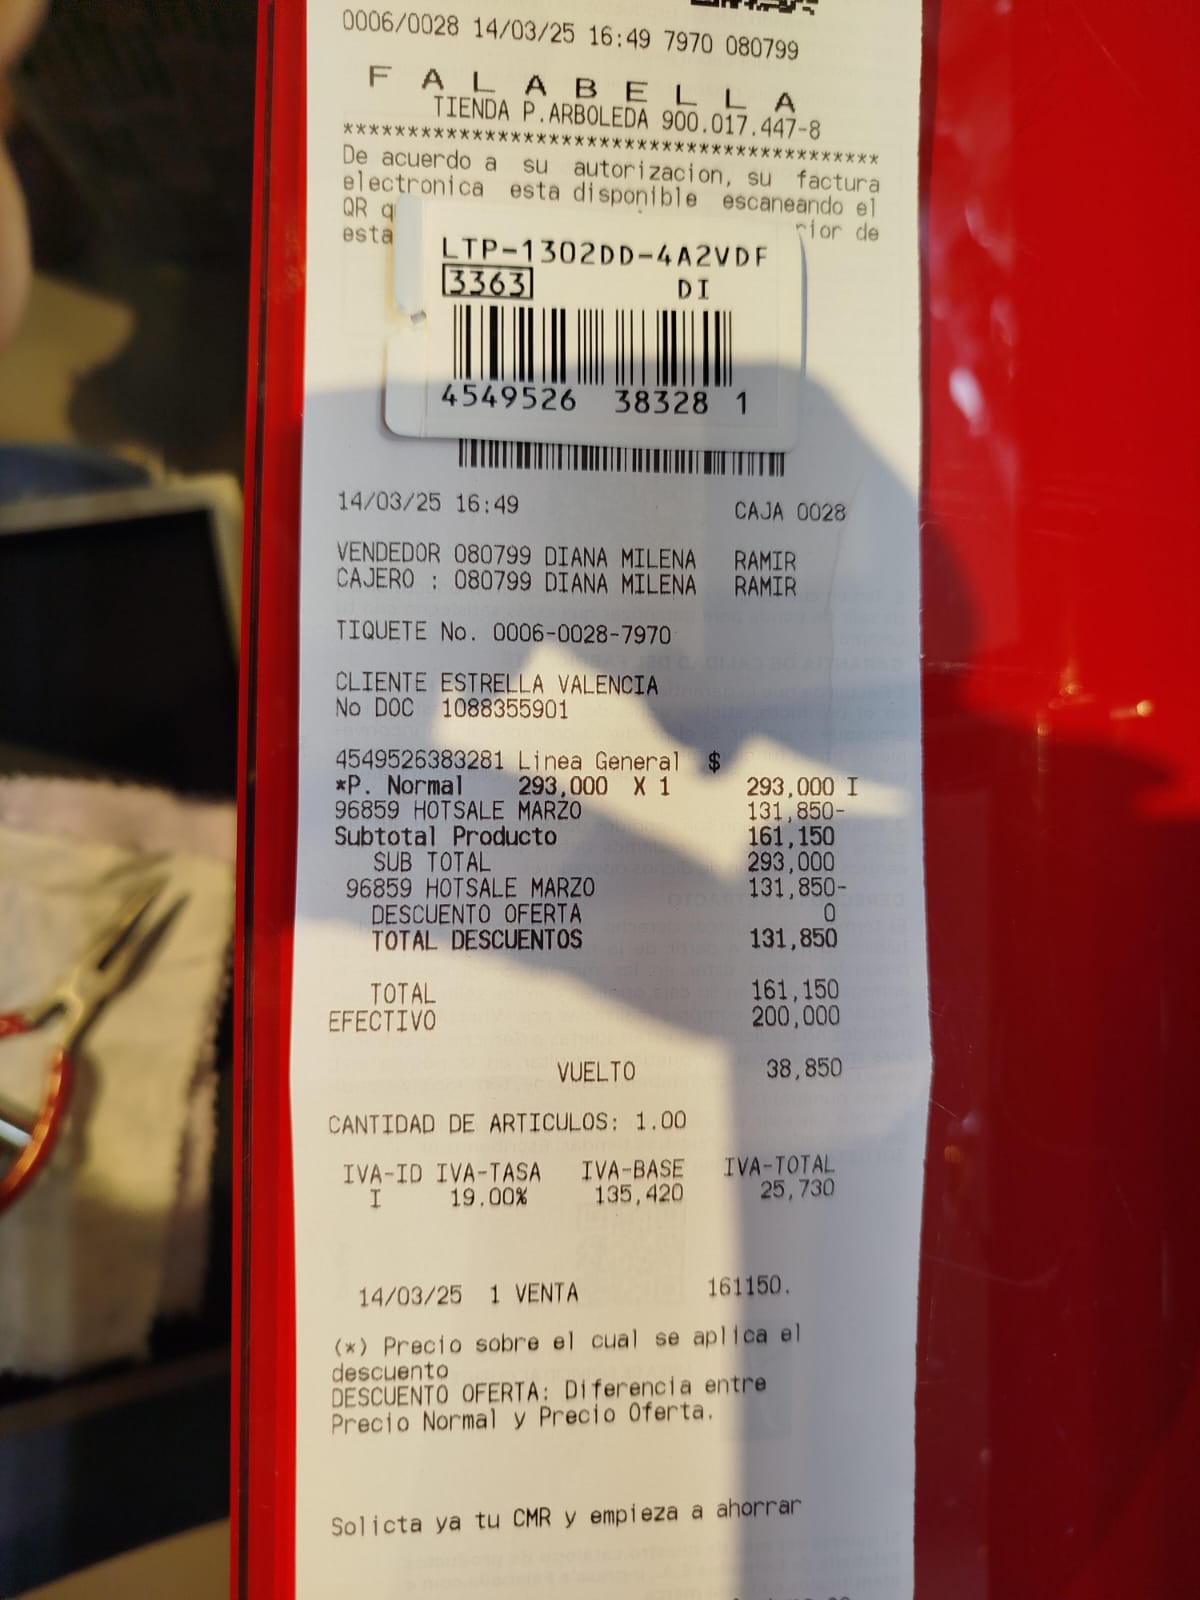 0006/0028 14/03/25 16:49 7970 080799
F A L A B E L L A
TIENDA P.ARBOLEDA 900.017.447-8
*****************************************
De acuerdo a su autorizacion, su factura
electronica esta disponible escaneando el
QR
esta de
LTP-1302DD-4A2VDF
3363 DI
4549526 38328 1
14/03/25 16:49 CAJA 0028
VENDEDOR 080799 DIANA MILENA RAMIR
CAJERO : 080799 DIANA MILENA RAMIR
TIQUETE No. 0006-0028-7970
CLIENTE ESTRELLA VALENCIA
No DOC 1088355901
4549526383281 Linea General $
*P. Normal 293,000 X 1 293,000 I
96859 HOTSALE MARZO 131,850-
Subtotal Producto 161,150
SUB TOTAL 293,000
96859 HOTSALE MARZO 131,850-
DESCUENTO OFERTA 0
TOTAL DESCUENTOS 131,850
TOTAL 161,150
EFECTIVO 200,000
VUELTO 38,850
CANTIDAD DE ARTICULOS: 1.00
IVA-ID IVA-TASA IVA-BASE IVA-TOTAL
I 19.00% 135,420 25,730
14/03/25 1 VENTA 161150.
(*) Precio sobre el cual se aplica el
descuento
DESCUENTO OFERTA: Diferencia entre
Precio Normal y Precio Oferta.
Solicta ya tu CMR y empieza a ahorrar